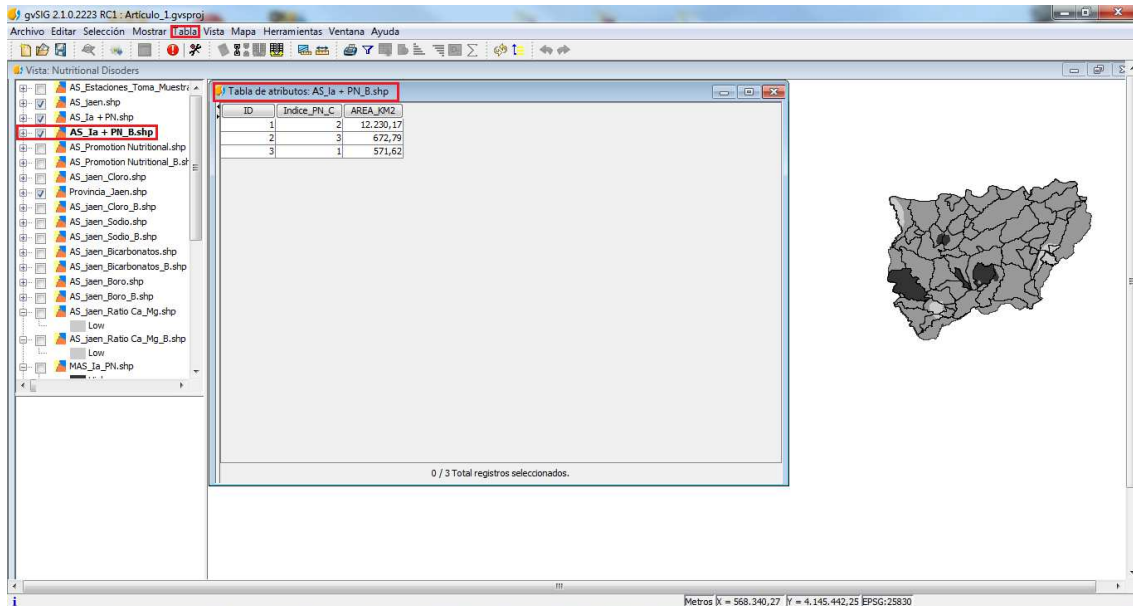 gvSIG 2.1.0.2223 RC1 : Artículo_1.gvsproj
Archivo Editar Selección Mostrar Tabla Vista Mapa Herramientas Ventana Ayuda
Vista: Nutritional Disoders
AS_Estaciones_Toma_Muestra
AS_jaen.shp
AS_Ia + PN.shp
AS_Ia + PN_B.shp
AS_Promotion Nutritional.shp
AS_Promotion Nutritional_B.sh
AS_jaen_Cloro.shp
Provincia_Jaen.shp
AS_jaen_Cloro_B.shp
AS_jaen_Sodio.shp
AS_jaen_Sodio_B.shp
AS_jaen_Bicarbonatos.shp
AS_jaen_Bicarbonatos_B.shp
AS_jaen_Boro.shp
AS_jaen_Boro_B.shp
AS_jaen_Ratio Ca_Mg.shp
Low
AS_jaen_Ratio Ca_Mg_B.shp
Low
MAS_Ia_PN.shp
Tabla de atributos: AS_Ia + PN_B.shp
ID Indice_PN_C AREA_KM2
1 2 12.230,17
2 3 672,79
3 1 571,62
0 / 3 Total registros seleccionados.
Metros X = 568.340,27 Y = 4.145.442,25 EPSG:25830